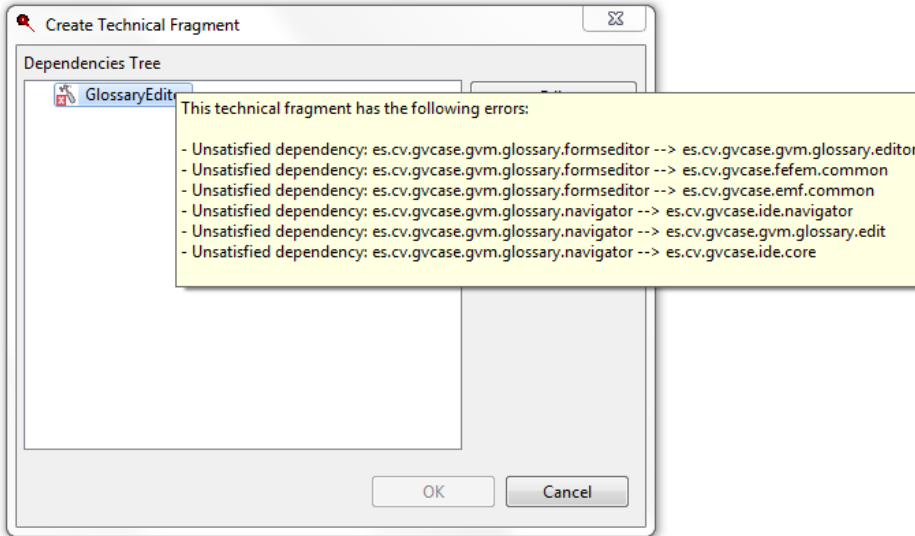 Create Technical Fragment
Dependencies Tree
GlossaryEdito
This technical fragment has the following errors:
- Unsatisfied dependency: es.cv.gvcase.gvm.glossary.formseditor --> es.cv.gvcase.gvm.glossary.editor
- Unsatisfied dependency: es.cv.gvcase.gvm.glossary.formseditor --> es.cv.gvcase.fefem.common
- Unsatisfied dependency: es.cv.gvcase.gvm.glossary.formseditor --> es.cv.gvcase.emf.common
- Unsatisfied dependency: es.cv.gvcase.gvm.glossary.navigator --> es.cv.gvcase.ide.navigator
- Unsatisfied dependency: es.cv.gvcase.gvm.glossary.navigator --> es.cv.gvcase.gvm.glossary.edit
- Unsatisfied dependency: es.cv.gvcase.gvm.glossary.navigator --> es.cv.gvcase.ide.core
OK
Cancel